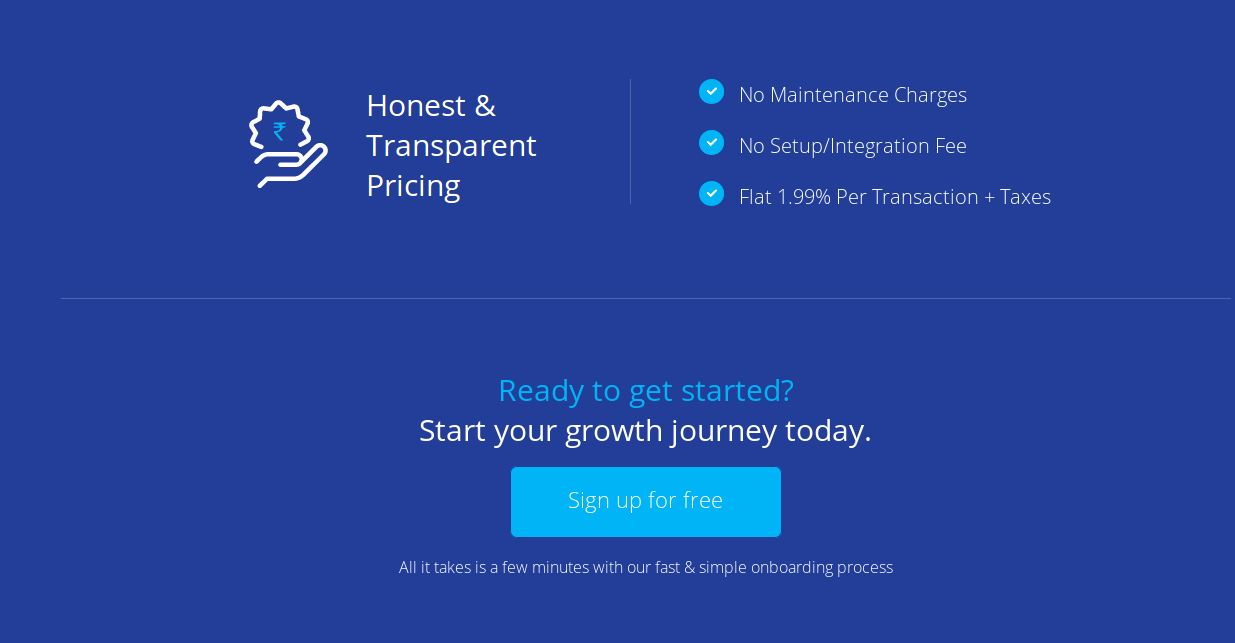 ₹
Honest &
Transparent
Pricing
No Maintenance Charges
No Setup/Integration Fee
Flat 1.99% Per Transaction + Taxes
Ready to get started?
Start your growth journey today.
Sign up for free
All it takes is a few minutes with our fast & simple onboarding process